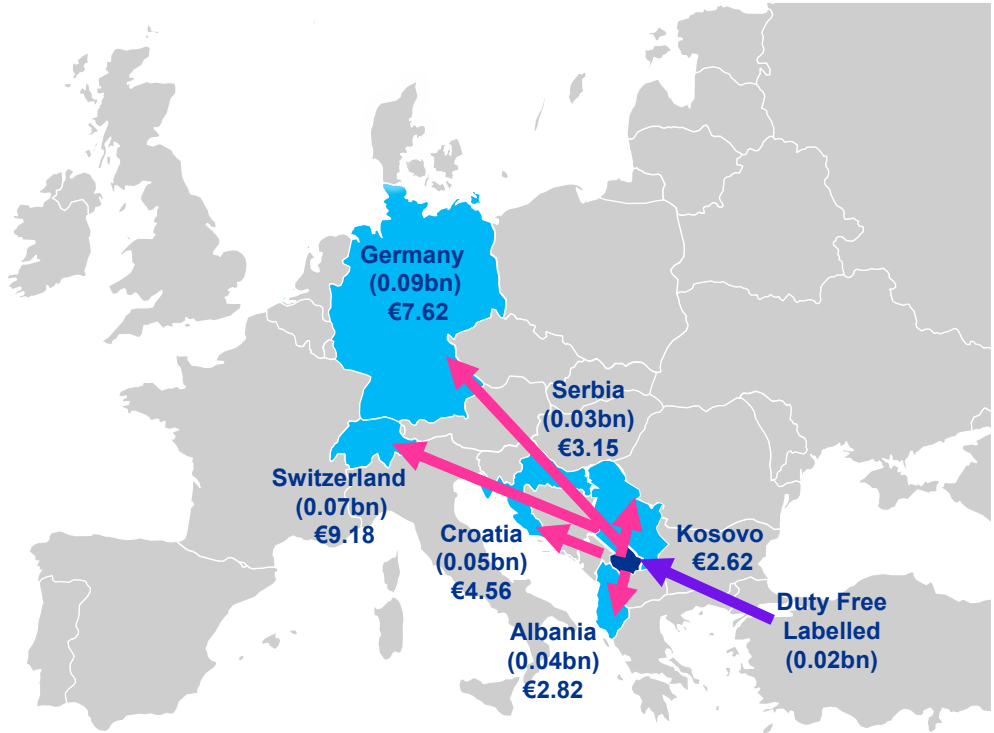 Germany
(0.09bn)
€7.62
Serbia
(0.03bn)
€3.15
Switzerland
(0.07bn)
€9.18
Croatia
(0.05bn)
€4.56
Kosovo
€2.62
Albania
(0.04bn)
€2.82
Duty Free
Labelled
(0.02bn)